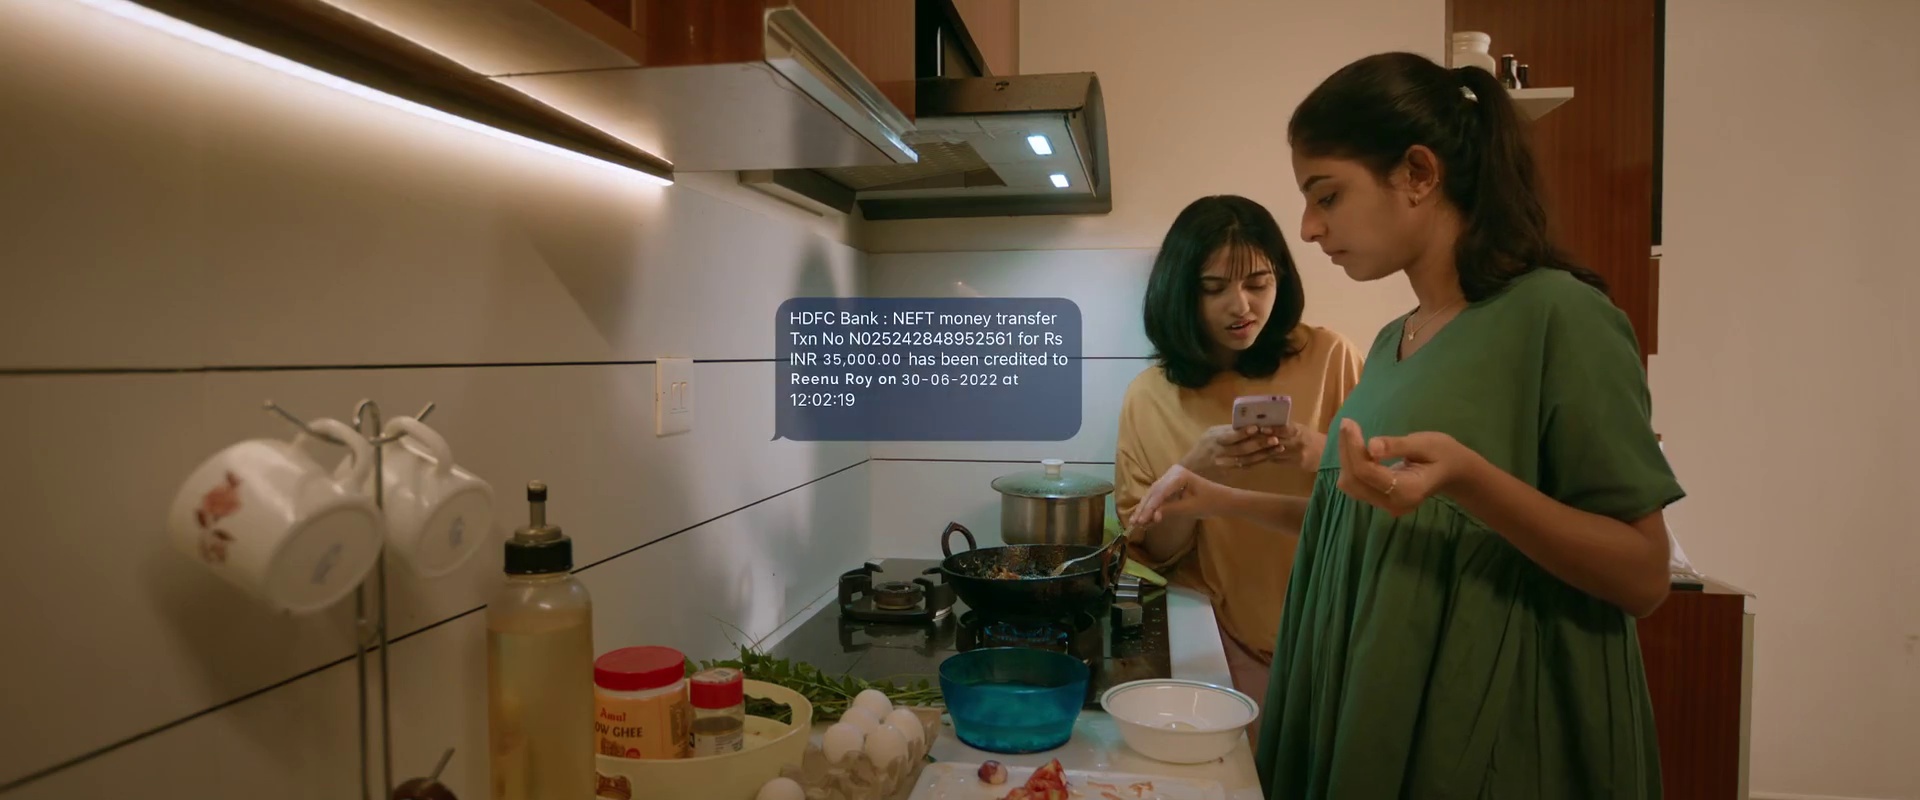 HDFC Bank : NEFT money transfer
Txn No N025242848952561 for Rs
INR 35,000.00 has been credited to
Reenu Roy on 30-06-2022 at
12:02:19
Amul
OW GHEE